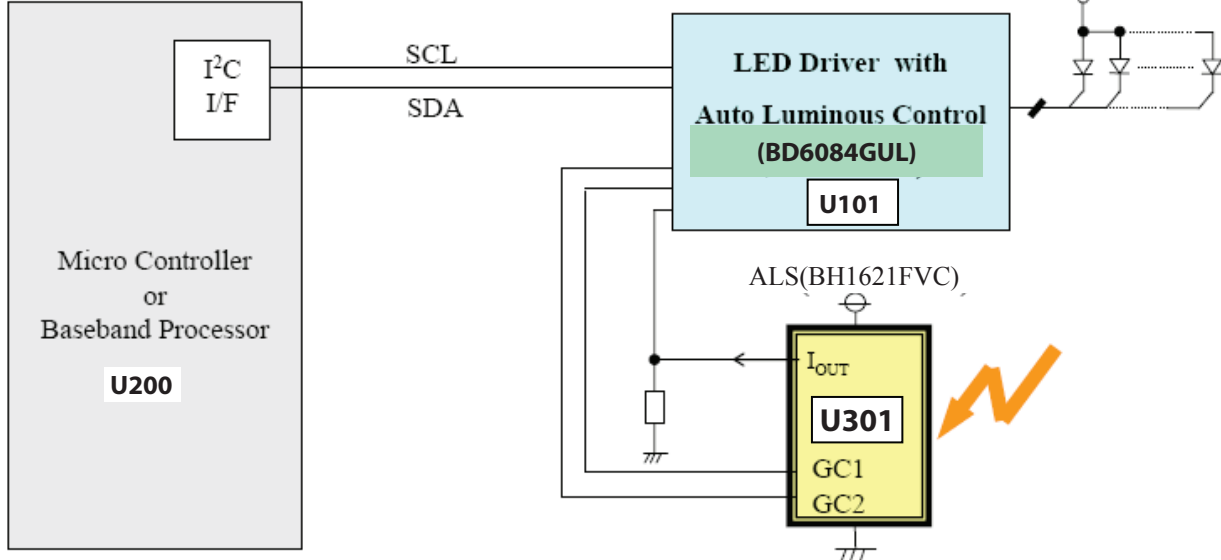 I²C
I/F
SCL
SDA
Micro Controller
or
Baseband Processor
U200
LED Driver with
Auto Luminous Control
(BD6084GUL)
U101
ALS(BH1621FVC)
I_OUT
U301
GC1
GC2